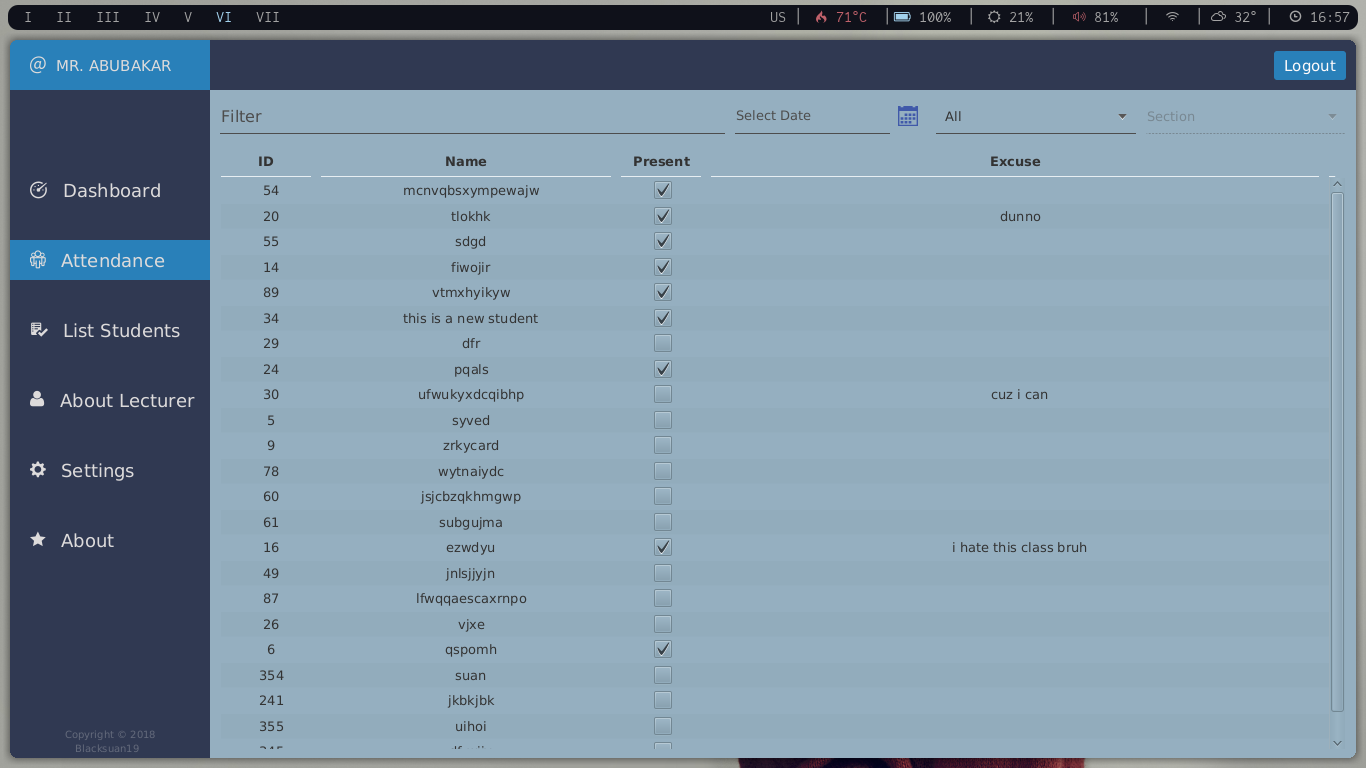 I II III IV V VI VII US 71°C 100% 21% 81% 32° 16:57
@ MR. ABUBAKAR Logout
Filter Select Date All Section
ID Name Present Excuse
54 mcnvqbsxympewajw
20 tlokhk dunno
55 sdgd
14 fiwojir
89 vtmxhyikyw
34 this is a new student
29 dfr
24 pqals
30 ufwukyxdcqibhp cuz i can
5 syved
9 zrkycard
78 wytnaiydc
60 jsjcbzqkhmgwp
61 subgujma
16 ezwdyu i hate this class bruh
49 jnlsjjyjn
87 lfwqqaescaxrnpo
26 vjxe
6 qspomh
354 suan
241 jkbkjbk
355 uihoi
Dashboard
Attendance
List Students
About Lecturer
Settings
About
Copyright © 2018
Blacksuan19